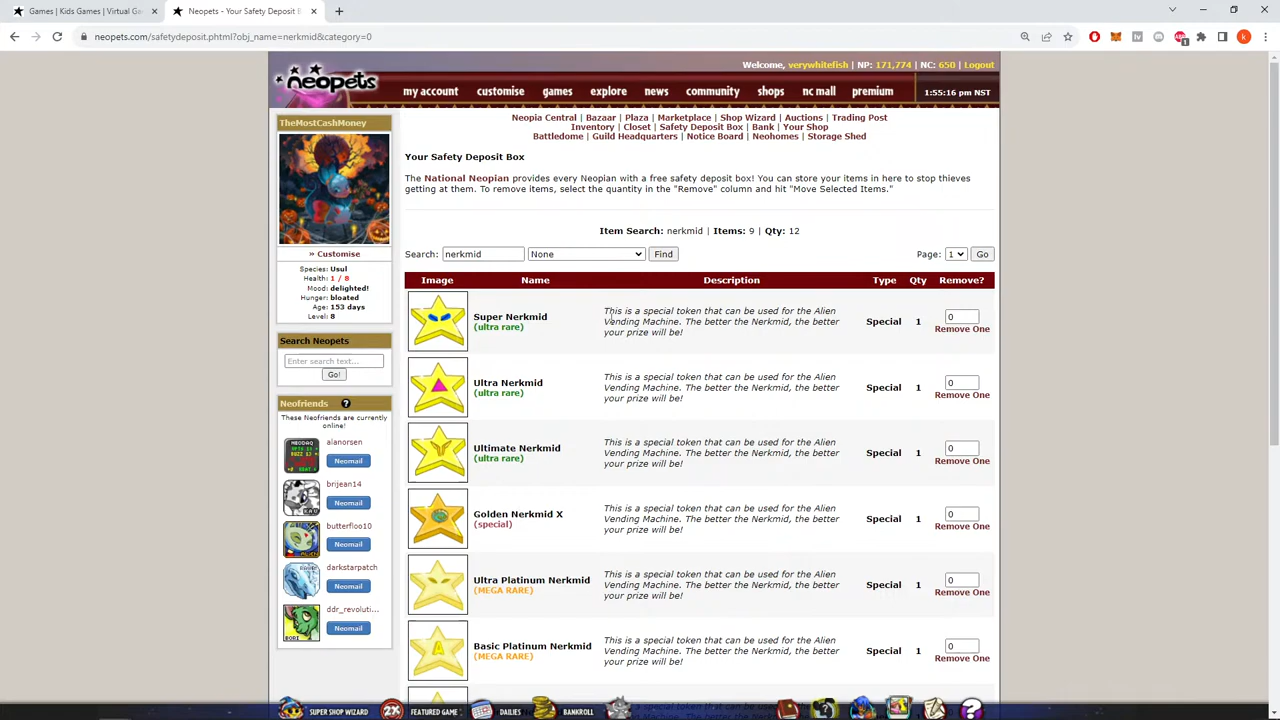 Games | Kids Games | Virtual Ga
Neopets - Your Safety Deposit B
neopets.com/safetydeposit.phtml?obj_name=nerkmid&category=0
Welcome, verywhitefish | NP: 171,774 | NC: 650 | Logout
neopets
my account customise games explore news community shops nc mall premium
1:55:16 pm NST
TheMostCashMoney
» Customise
Species: Usul
Health: 1 / 8
Mood: delighted!
Hunger: bloated
Age: 153 days
Level: 8
Search Neopets
Enter search text...
Go!
Neofriends ?
These Neofriends are currently
online!
alanorsen
Neomail
brijean14
Neomail
butterfloo10
Neomail
darkstarpatch
Neomail
ddr_revoluti...
Neomail
Neopia Central | Bazaar | Plaza | Marketplace | Shop Wizard | Auctions | Trading Post
Inventory | Closet | Safety Deposit Box | Bank | Your Shop
Battledome | Guild Headquarters | Notice Board | Neohomes | Storage Shed
Your Safety Deposit Box
The National Neopian provides every Neopian with a free safety deposit box! You can store your items in here to stop thieves
getting at them. To remove items, select the quantity in the "Remove" column and hit "Move Selected Items."
Item Search: nerkmid | Items: 9 | Qty: 12
Search: nerkmid None Find Page: 1 Go
Image Name Description Type Qty Remove?
Super Nerkmid
(ultra rare)
This is a special token that can be used for the Alien
Vending Machine. The better the Nerkmid, the better
your prize will be!
Special 1 0
Remove One
Ultra Nerkmid
(ultra rare)
This is a special token that can be used for the Alien
Vending Machine. The better the Nerkmid, the better
your prize will be!
Special 1 0
Remove One
Ultimate Nerkmid
(ultra rare)
This is a special token that can be used for the Alien
Vending Machine. The better the Nerkmid, the better
your prize will be!
Special 1 0
Remove One
Golden Nerkmid X
(special)
This is a special token that can be used for the Alien
Vending Machine. The better the Nerkmid, the better
your prize will be!
Special 1 0
Remove One
Ultra Platinum Nerkmid
(MEGA RARE)
This is a special token that can be used for the Alien
Vending Machine. The better the Nerkmid, the better
your prize will be!
Special 1 0
Remove One
Basic Platinum Nerkmid
(MEGA RARE)
This is a special token that can be used for the Alien
Vending Machine. The better the Nerkmid, the better
your prize will be!
Special 1 0
Remove One
SUPER SHOP WIZARD 2X FEATURED GAME DAILIES BANKROLL